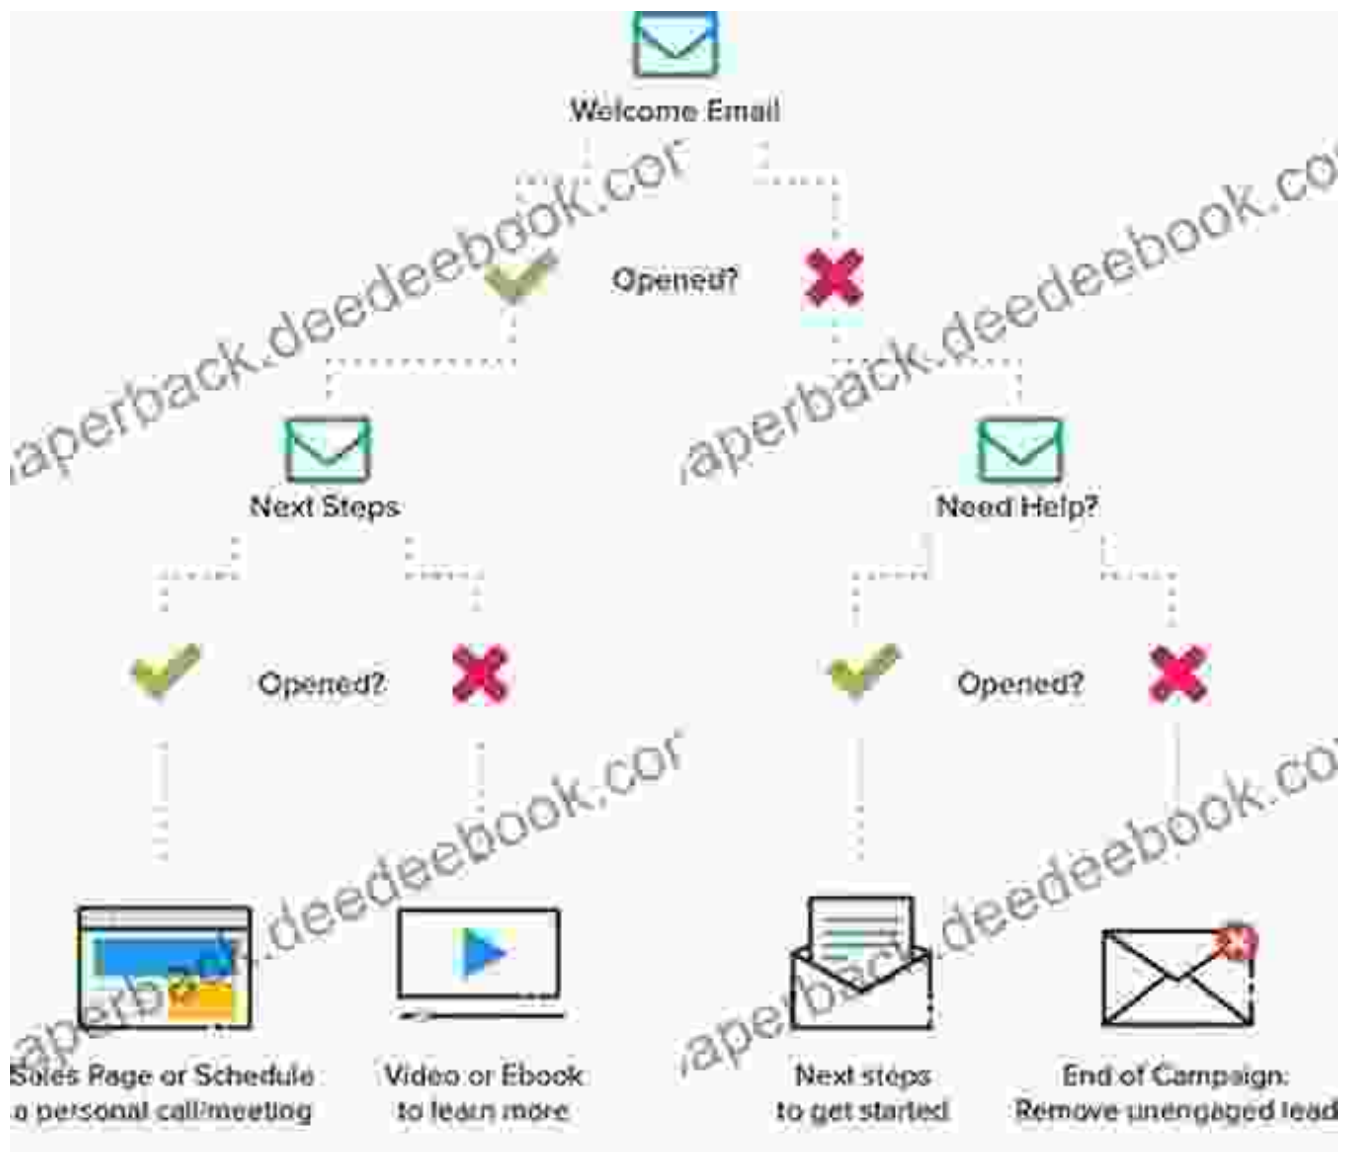 Welcome Email
Opened?
Next Steps
Need Help?
Opened?
Opened?
Sales Page or Schedule
a personal call/meeting
Video or Ebook
to learn more
Next steps
to get started
End of Campaign:
Remove unengaged lead
aperback.deedeebook.cor
aperback.deedeebook.co
aperback.deedeebook.cor
aperback.deedeebook.co